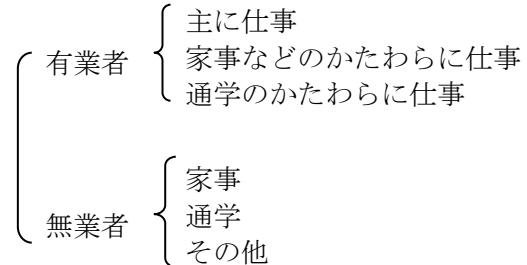 有業者
主に仕事
家事などのかたわらに仕事
通学のかたわらに仕事
無業者
家事
通学
その他